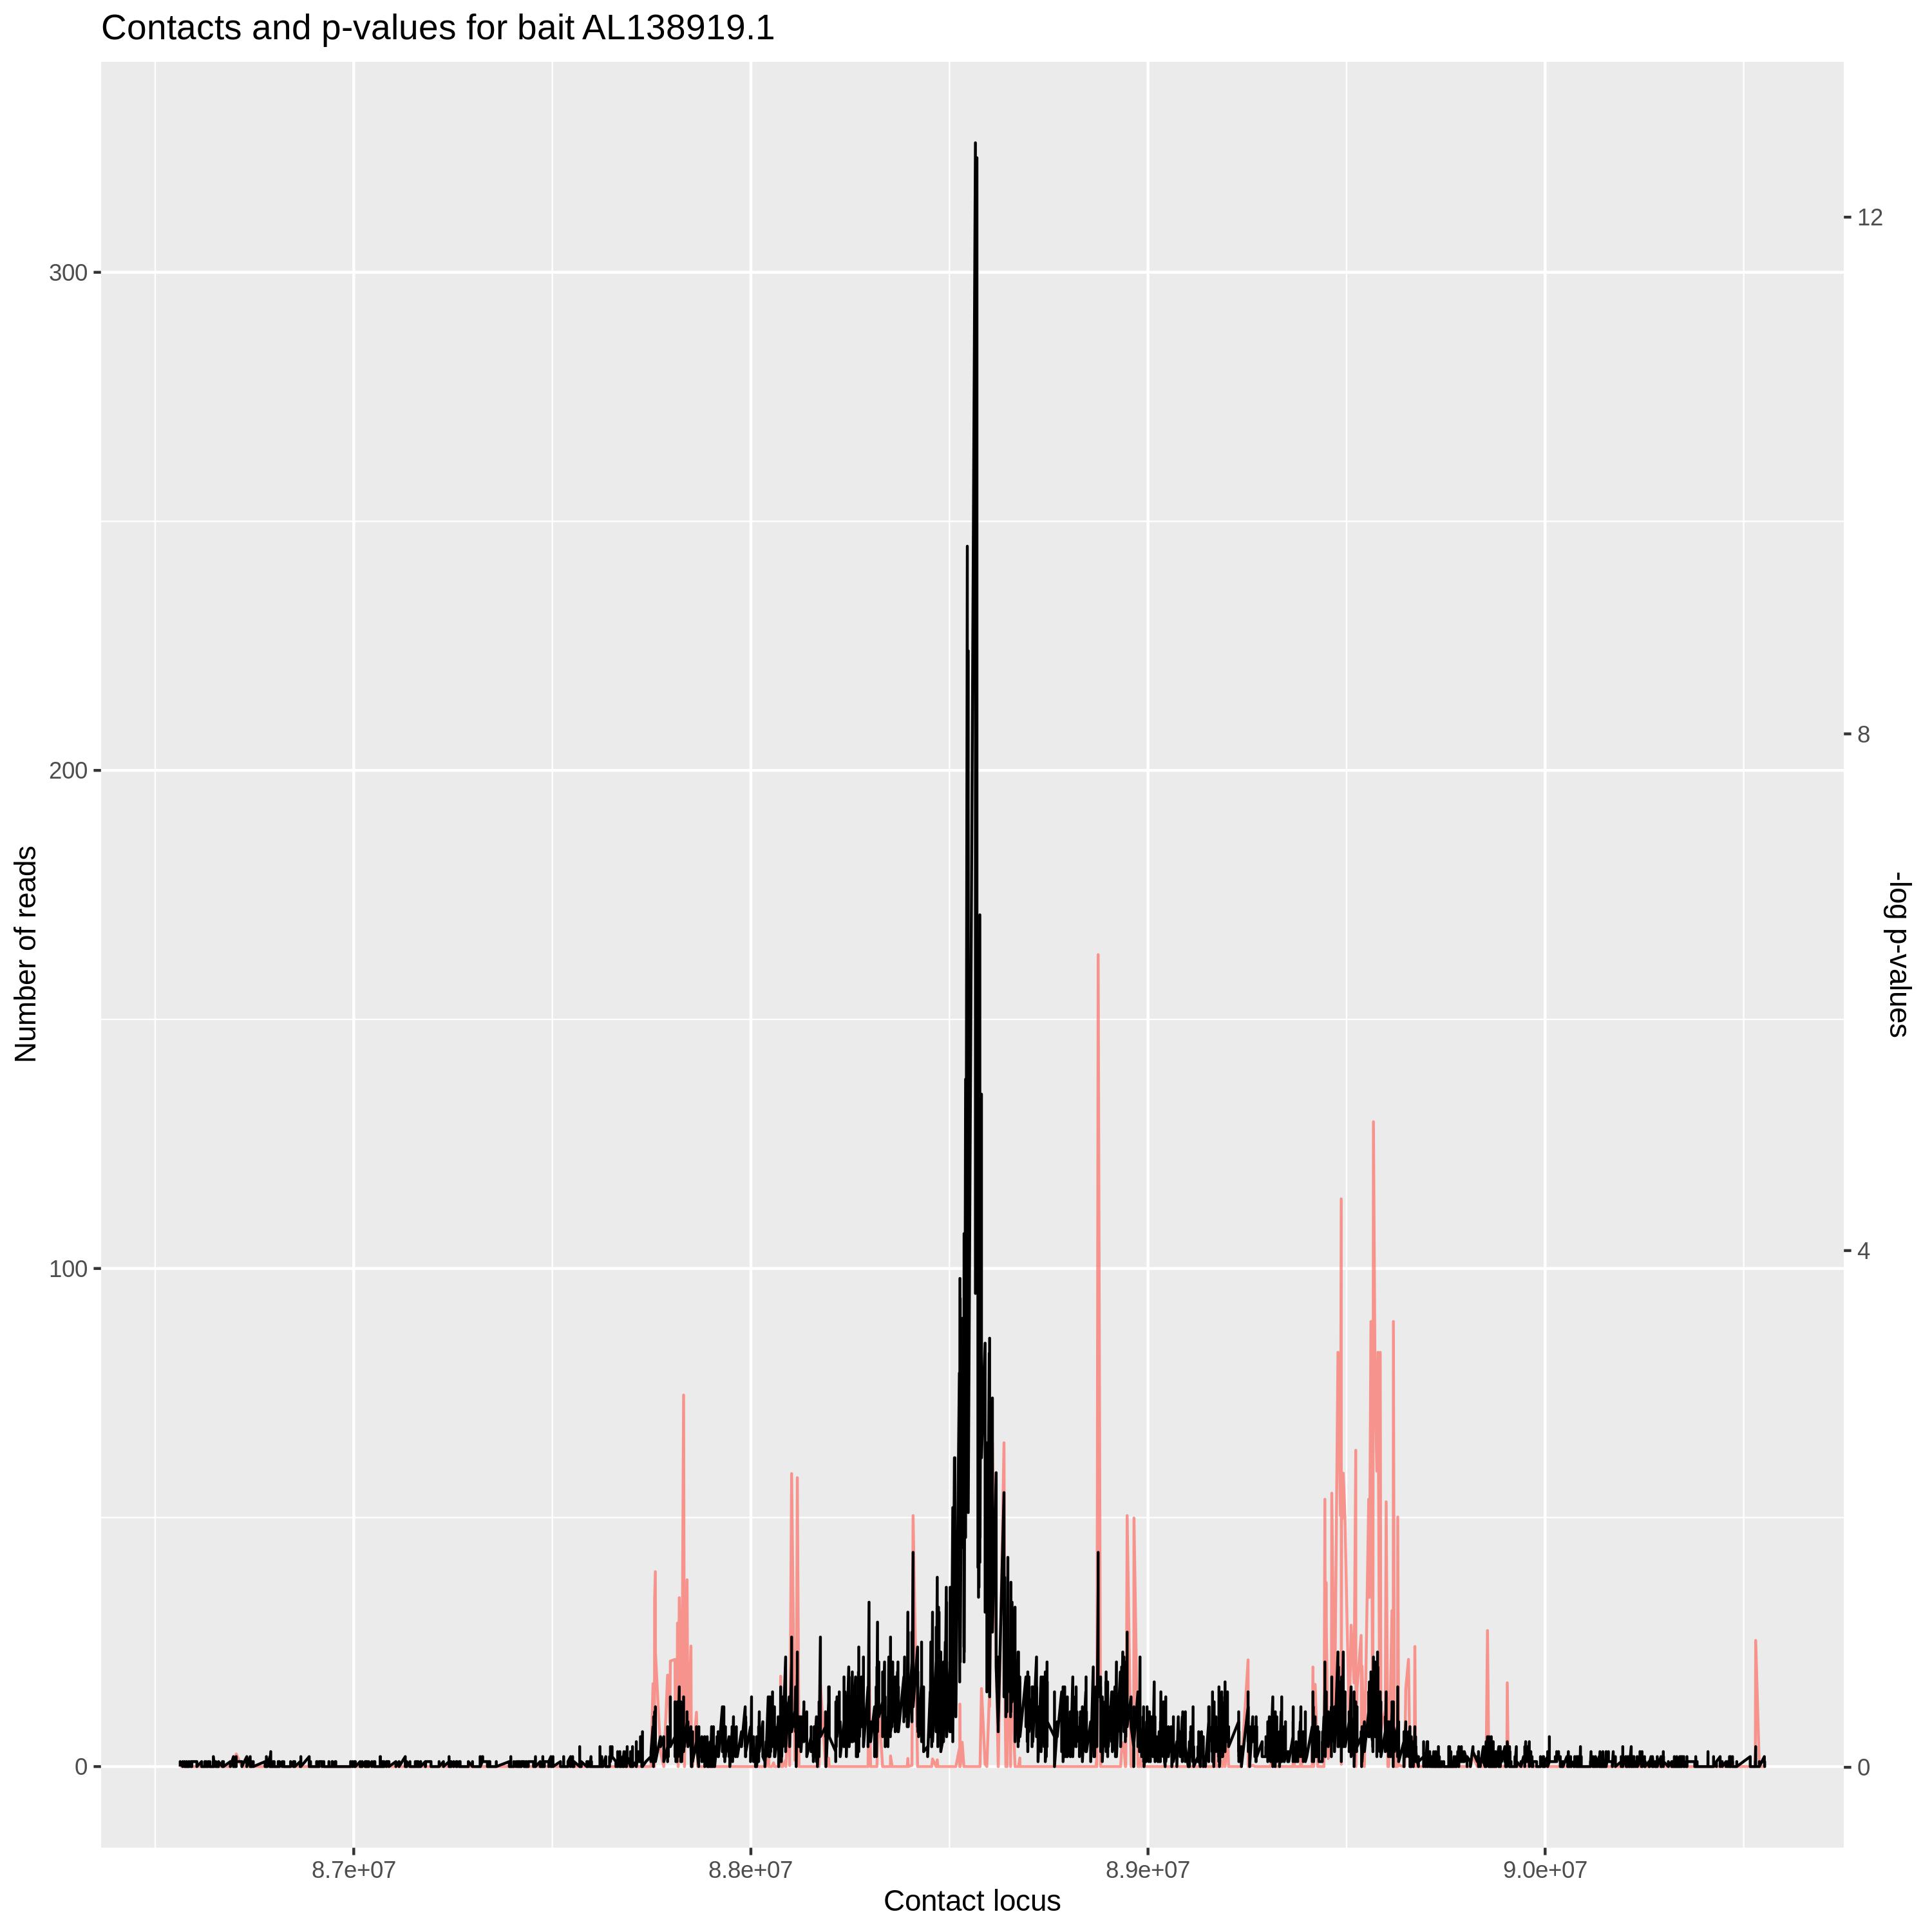 Contacts and p-values for bait AL138919.1
300
200
100
0
12
8
4
0
Number of reads
-log p-values
8.7e+07
8.8e+07
8.9e+07
9.0e+07
Contact locus